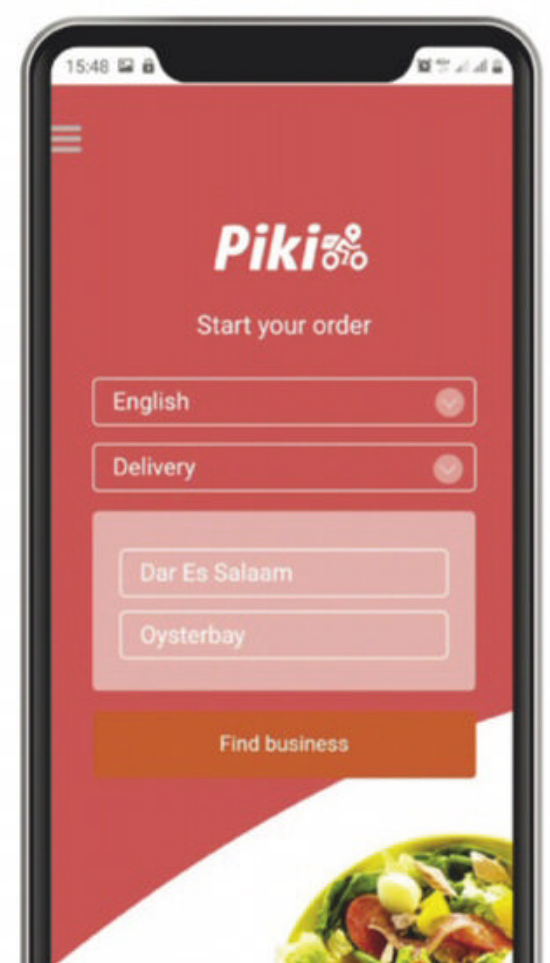 15:48
Piki
Start your order
English
Delivery
Dar Es Salaam
Oysterbay
Find business